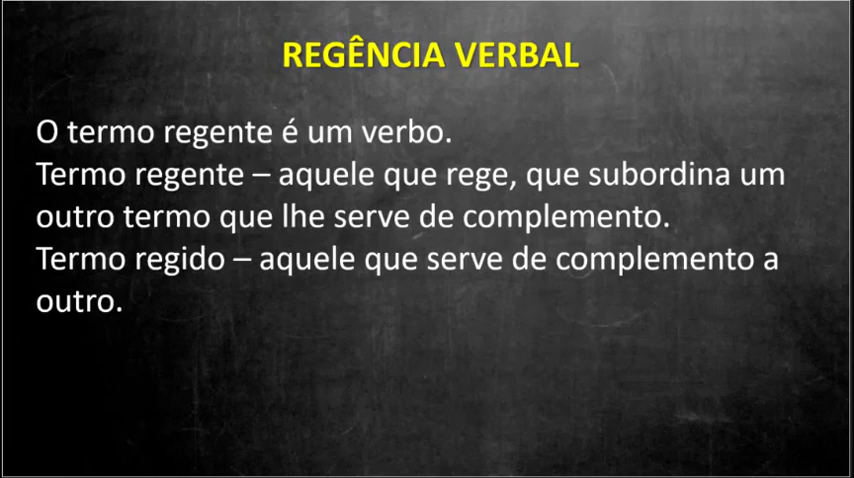 REGÊNCIA VERBAL
O termo regente é um verbo.
Termo regente – aquele que rege, que subordina um
outro termo que lhe serve de complemento.
Termo regido – aquele que serve de complemento a
outro.